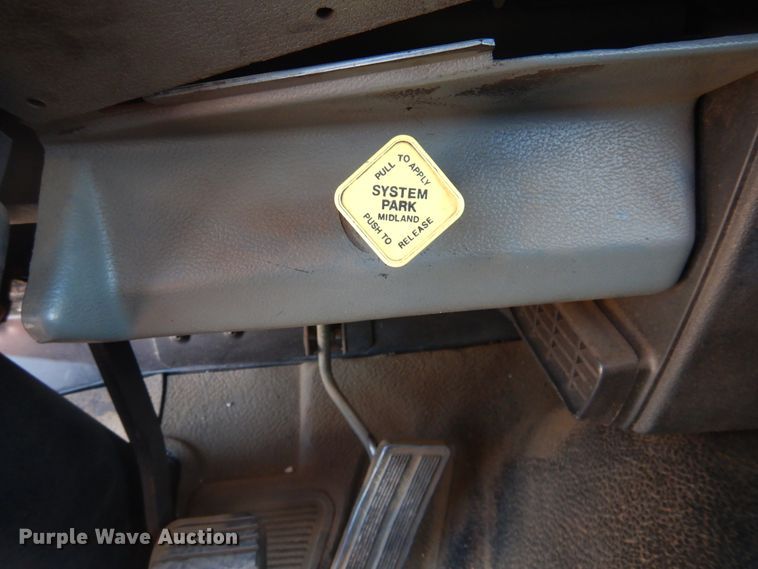 PULL TO APPLY
SYSTEM
PARK
MIDLAND
PUSH TO RELEASE
Purple Wave Auction